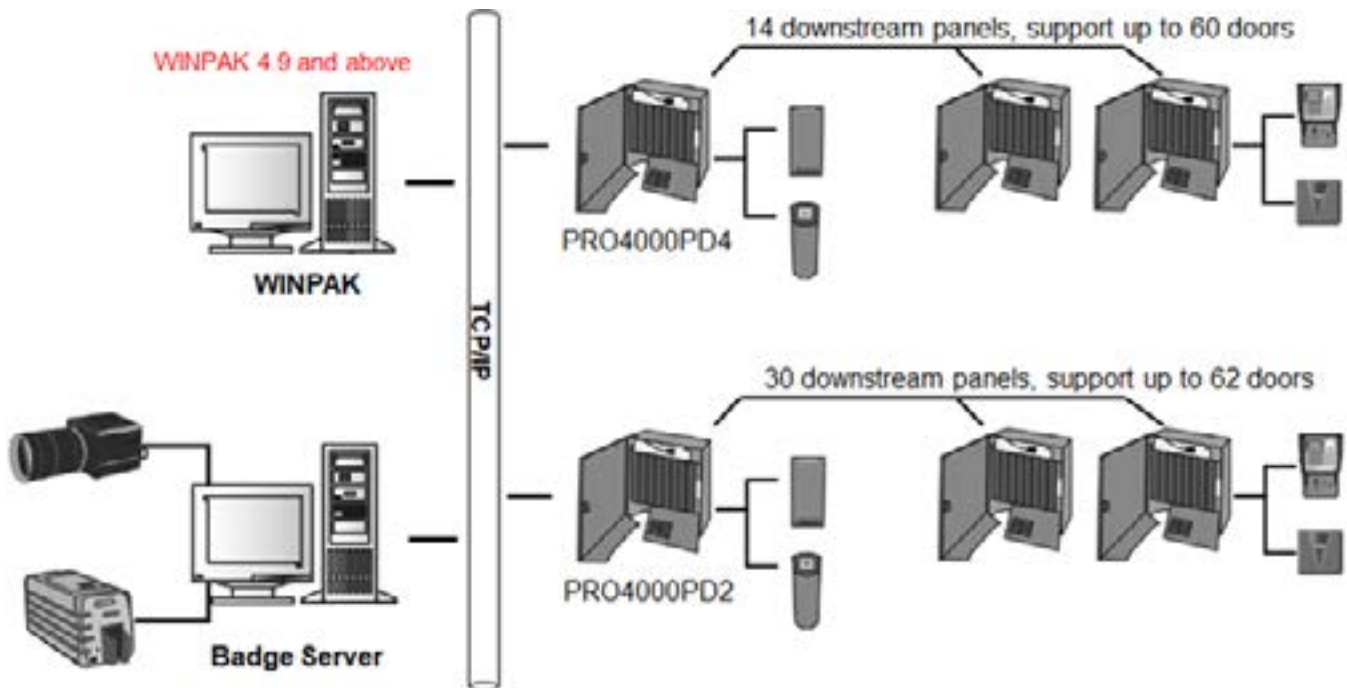 14 downstream panels, support up to 60 doors
WINPAK 4.9 and above
PRO4000PD4
WINPAK
TCP/IP
30 downstream panels, support up to 62 doors
PRO4000PD2
Badge Server